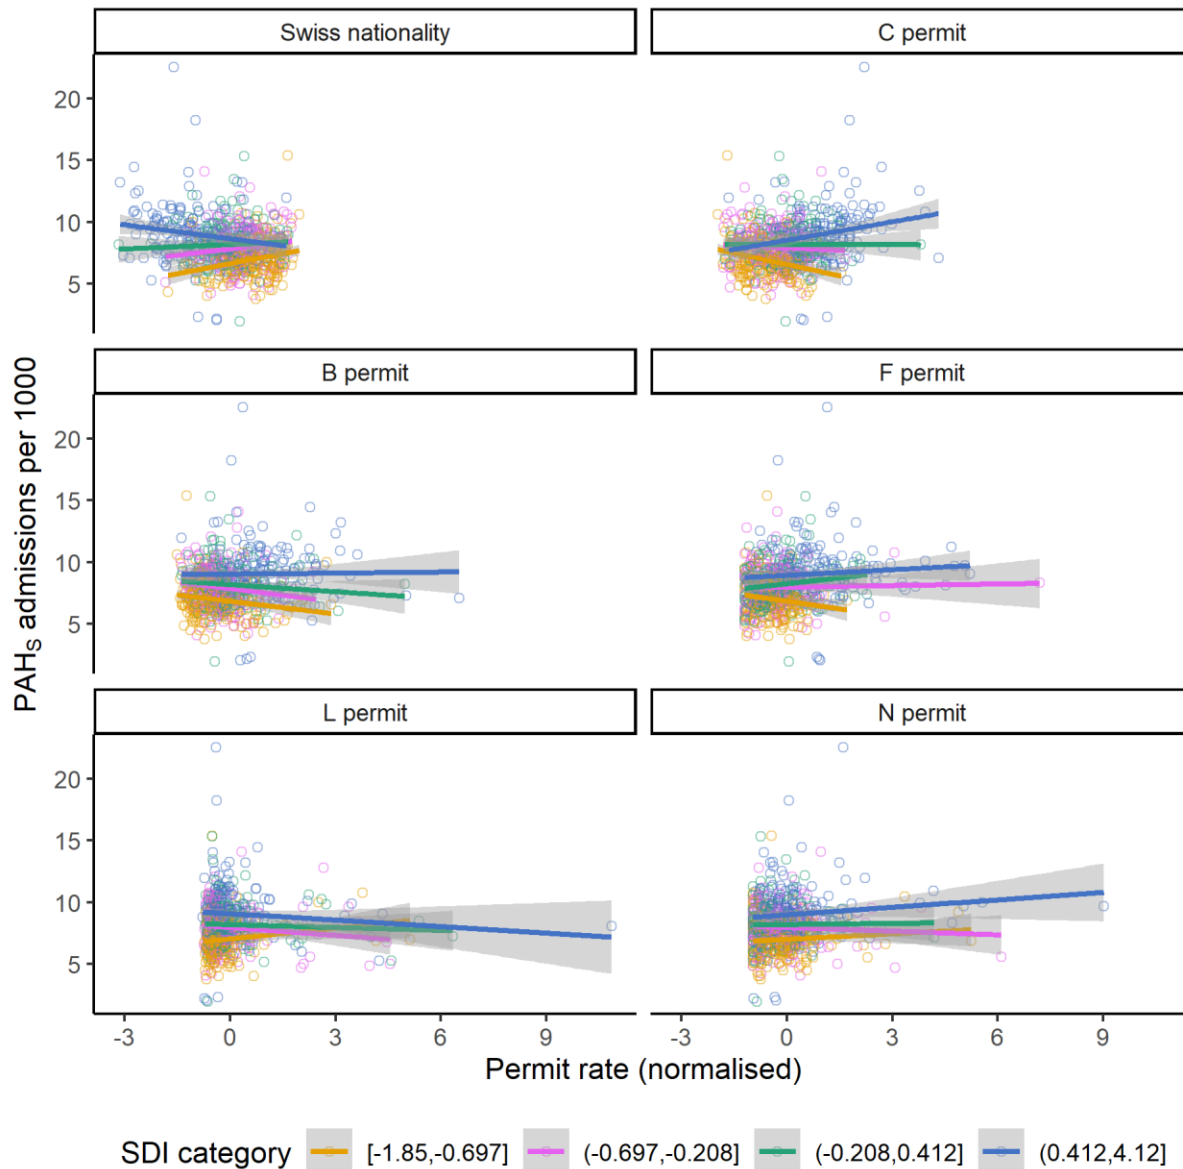 Swiss nationality
C permit
20
15
10
5
B permit
F permit
20
15
10
5
L permit
N permit
20
15
10
5
-3 0 3 6 9
-3 0 3 6 9
PAHS admissions per 1000
Permit rate (normalised)
SDI category [-1.85,-0.697] (-0.697,-0.208] (-0.208,0.412] (0.412,4.12]